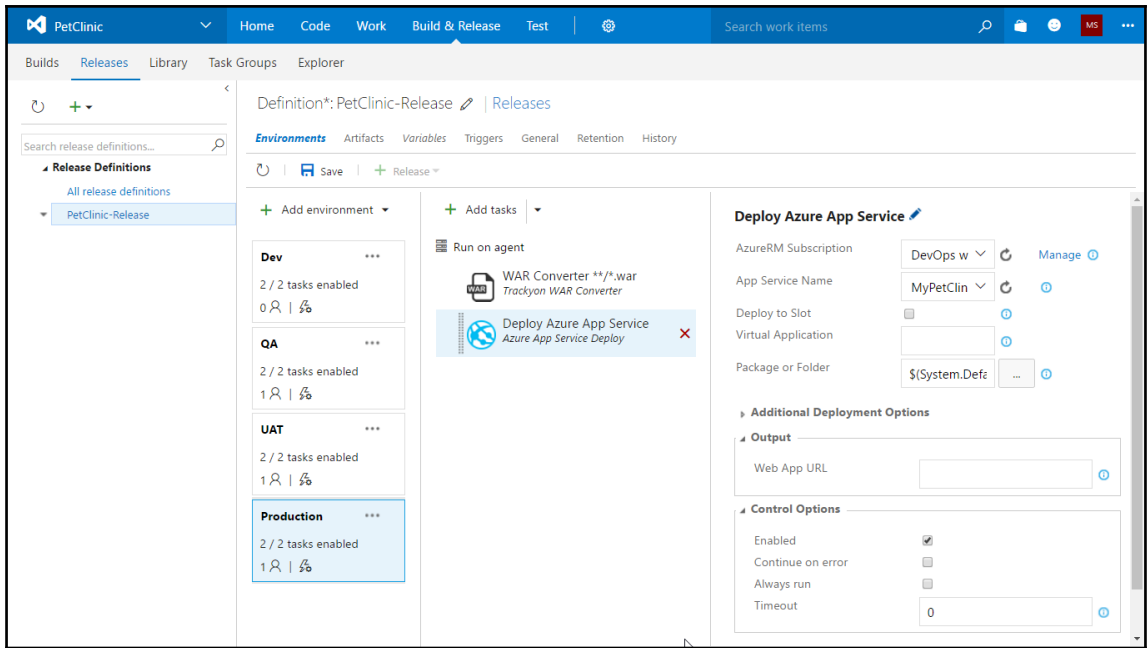 PetClinic Home Code Work Build & Release Test Search work items MS ...
Builds Releases Library Task Groups Explorer
Definition*: PetClinic-Release | Releases
Search release definitions...
Environments Artifacts Variables Triggers General Retention History
Release Definitions
Save + Release
All release definitions
PetClinic-Release
+ Add environment
Dev ...
2 / 2 tasks enabled
0 |
QA ...
2 / 2 tasks enabled
1 |
UAT ...
2 / 2 tasks enabled
1 |
Production ...
2 / 2 tasks enabled
1 |
+ Add tasks
Run on agent
WAR
WAR Converter **/*.war
Trackyon WAR Converter
Deploy Azure App Service
Azure App Service Deploy
Deploy Azure App Service
AzureRM Subscription DevOps w Manage
App Service Name MyPetClin
Deploy to Slot
Virtual Application
Package or Folder $(System.Defa ...
Additional Deployment Options
Output
Web App URL
Control Options
Enabled
Continue on error
Always run
Timeout 0